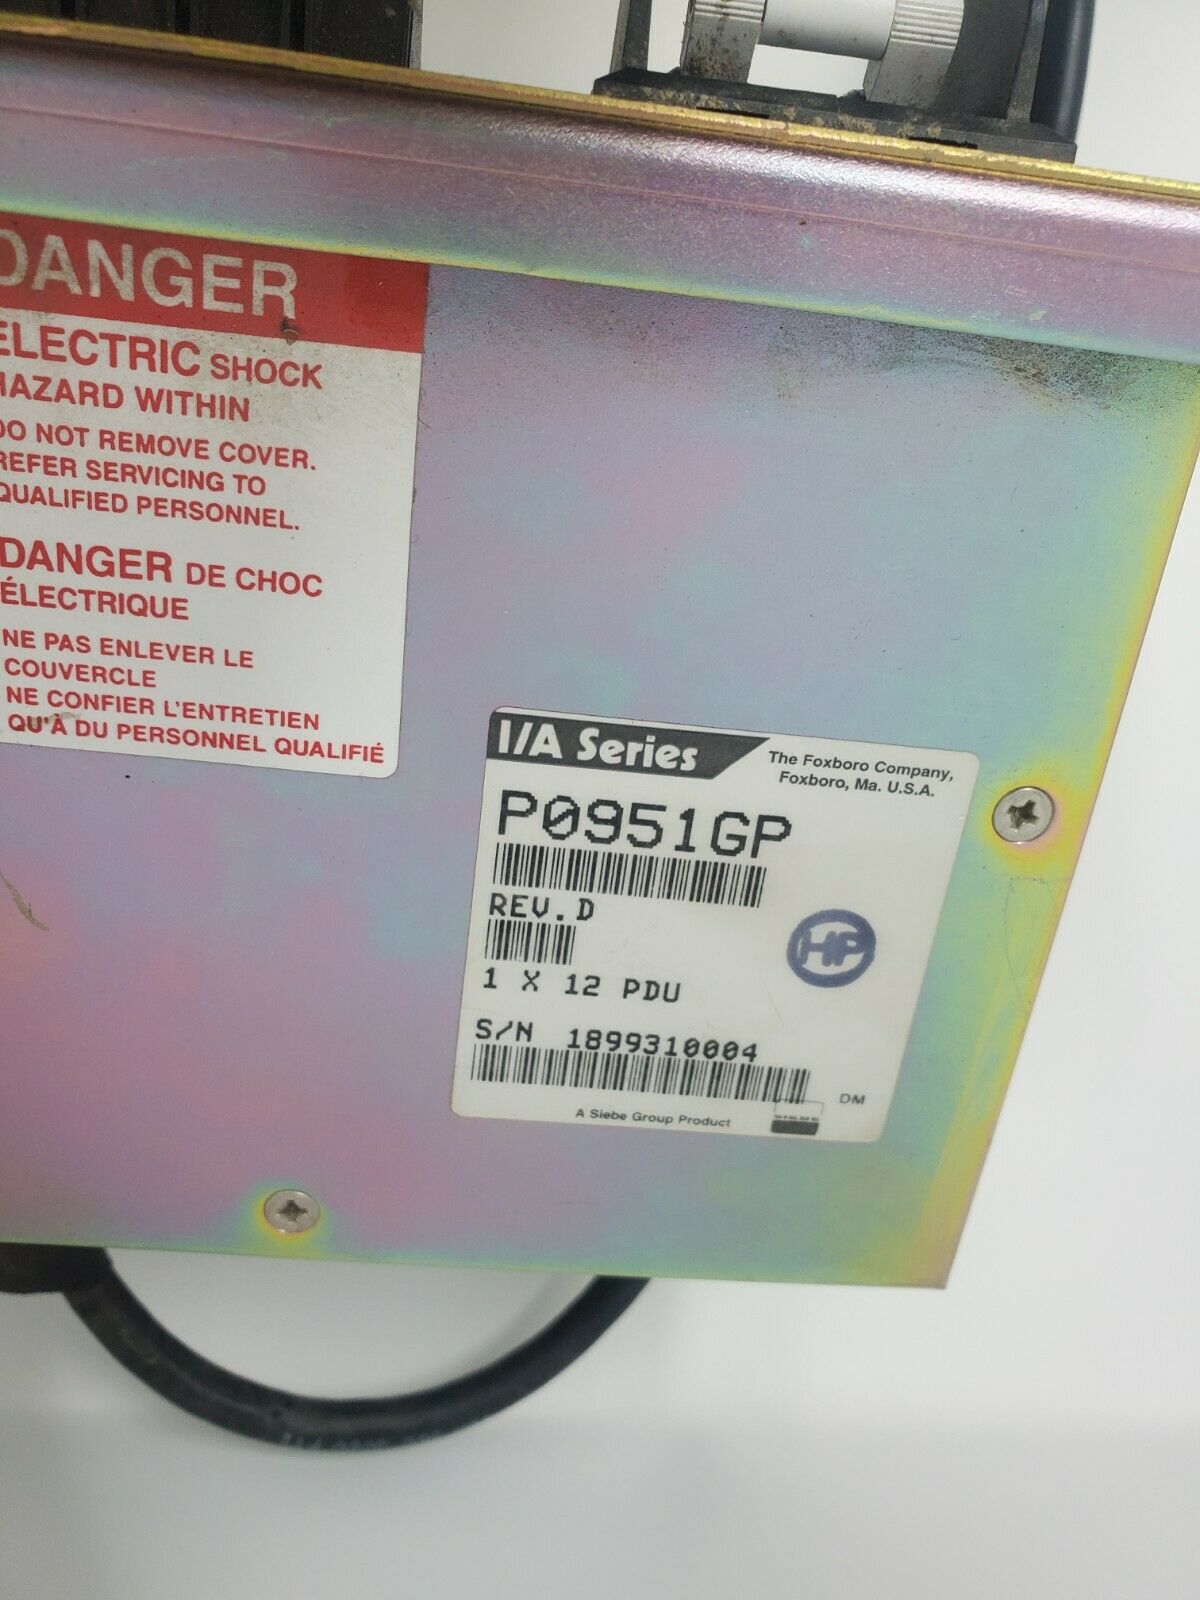 DANGER
ELECTRIC SHOCK
HAZARD WITHIN
DO NOT REMOVE COVER.
REFER SERVICING TO
QUALIFIED PERSONNEL.
DANGER DE CHOC
ÉLECTRIQUE
NE PAS ENLEVER LE
COUVERCLE
NE CONFIER L'ENTRETIEN
QU'À DU PERSONNEL QUALIFIÉ
I/A Series
The Foxboro Company,
Foxboro, Ma. U.S.A.
P0951GP
REV.D
HP
1 X 12 PDU
S/N 1899310004
DM
A Siebe Group Product